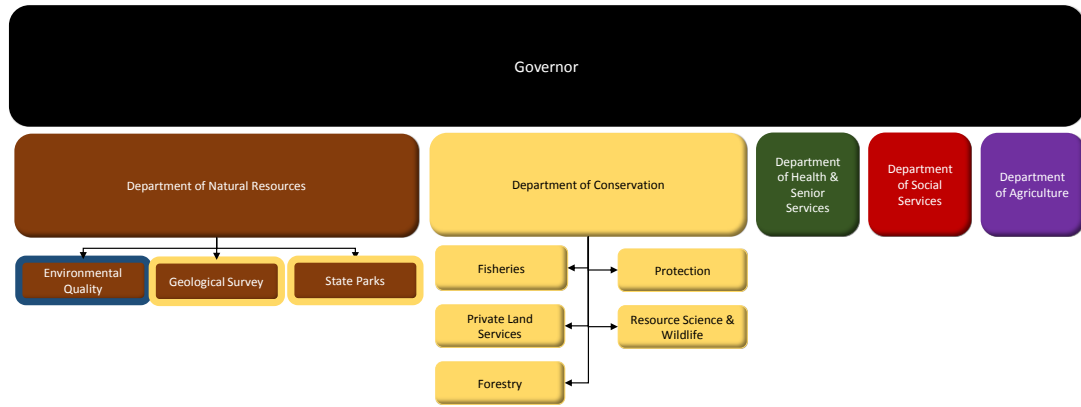 Governor
Department of Natural Resources
Department of Conservation
Department
of Health &
Senior
Services
Department
of Social
Services
Department
of Agriculture
Environmental
Quality
Geological Survey
State Parks
Fisheries
Protection
Private Land
Services
Resource Science &
Wildlife
Forestry